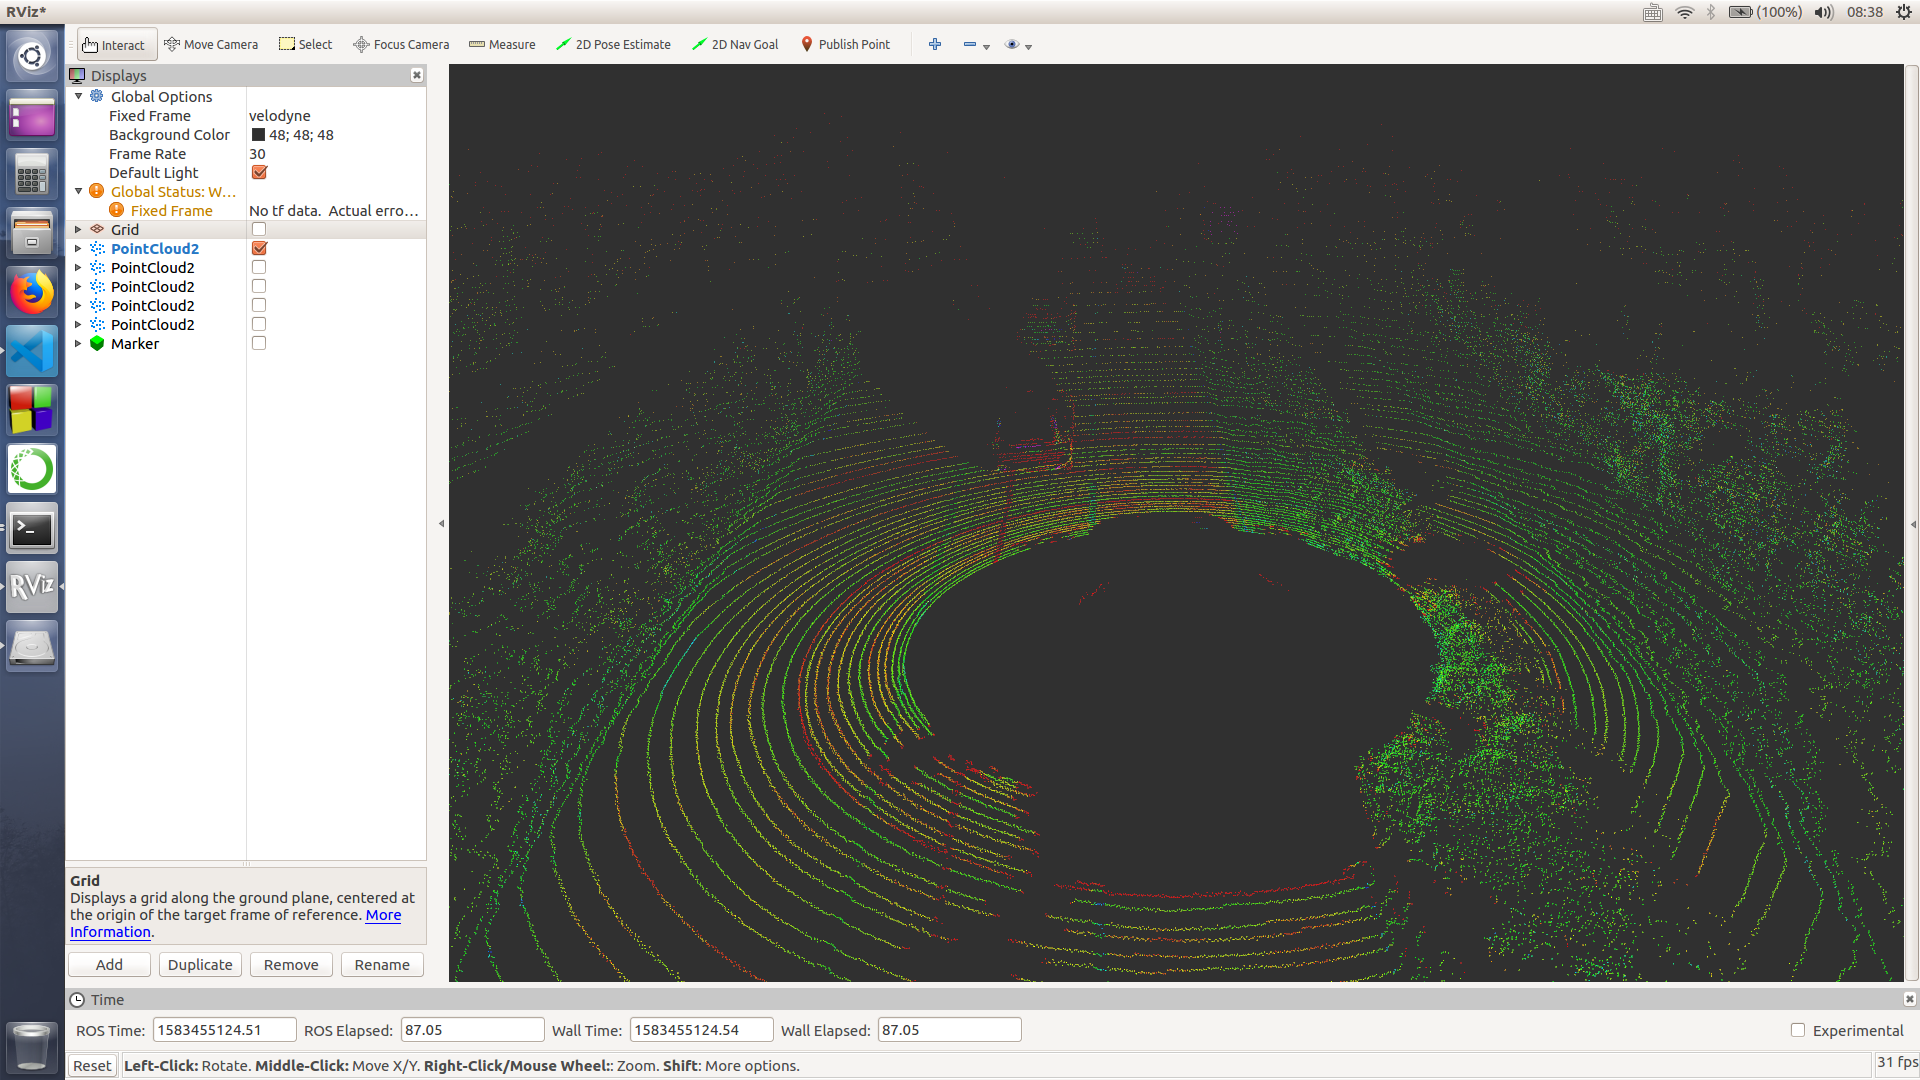 RViz*
(100%)
08:38
Interact
Move Camera
Select
Focus Camera
Measure
2D Pose Estimate
2D Nav Goal
Publish Point
Displays
Global Options
Fixed Frame velodyne
Background Color 48; 48; 48
Frame Rate 30
Default Light
Global Status: W...
Fixed Frame No tf data. Actual erro...
Grid
PointCloud2
PointCloud2
PointCloud2
PointCloud2
PointCloud2
Marker
RViz
Grid
Displays a grid along the ground plane, centered at
the origin of the target frame of reference. More
Information.
Add
Duplicate
Remove
Rename
Time
ROS Time: 1583455124.51
ROS Elapsed: 87.05
Wall Time: 1583455124.54
Wall Elapsed: 87.05
Experimental
Reset
Left-Click: Rotate. Middle-Click: Move X/Y. Right-Click/Mouse Wheel:: Zoom. Shift: More options.
31 fps